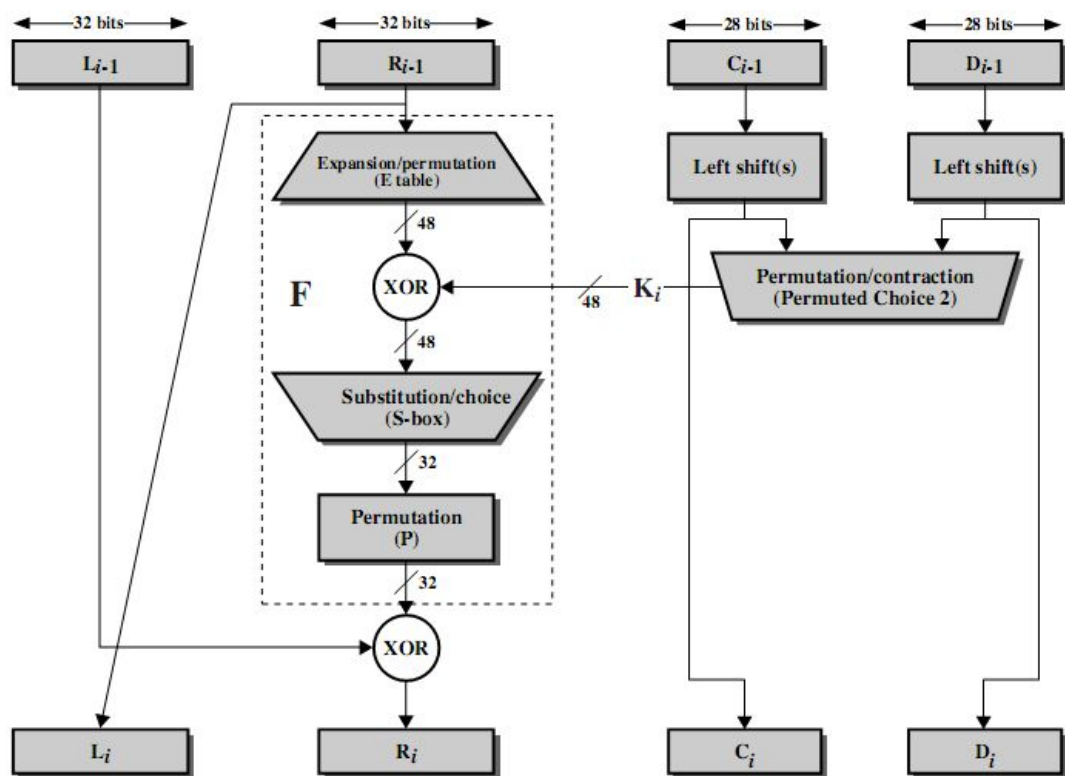 32 bits
32 bits
28 bits
28 bits
Li-1
Ri-1
Ci-1
Di-1
Expansion/permutation
(E table)
Left shift(s)
Left shift(s)
48
F
XOR
48
Ki
Permutation/contraction
(Permuted Choice 2)
48
Substitution/choice
(S-box)
32
Permutation
(P)
32
XOR
Li
Ri
Ci
Di